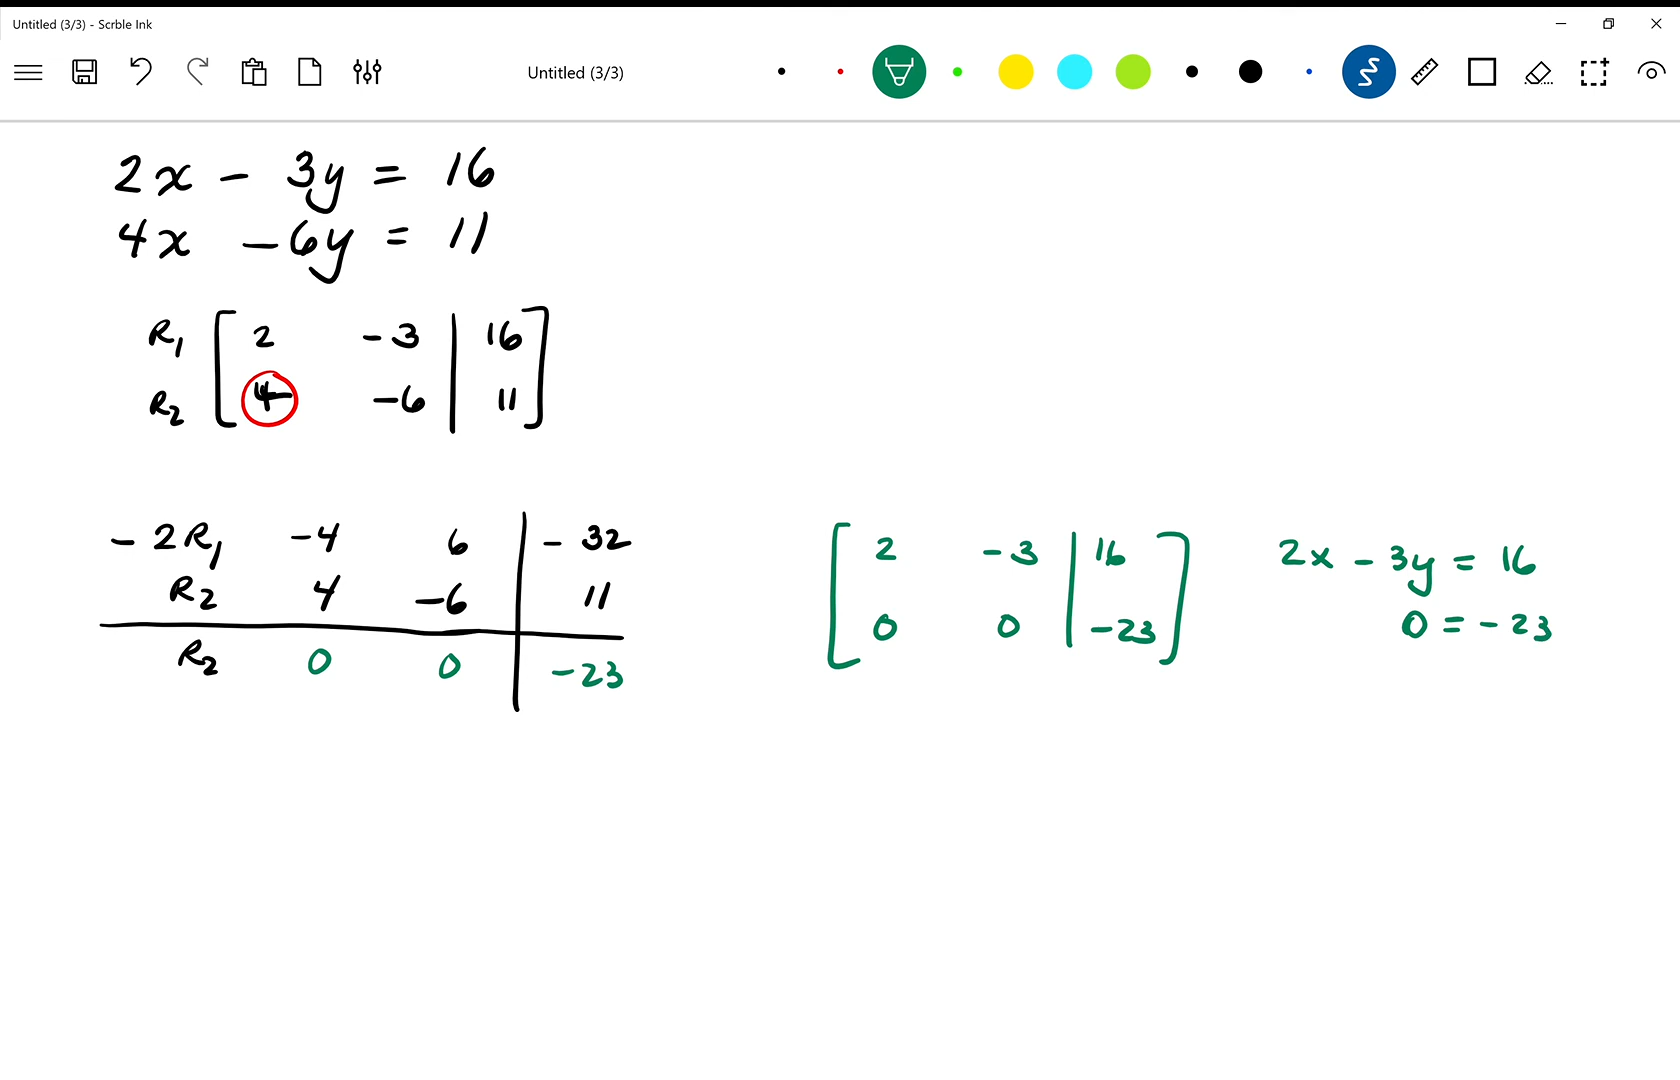 Untitled (3/3) - Scrble Ink
Untitled (3/3)
2x - 3y = 16
4x - 6y = 11
R₁ [ 2 -3 | 16 ]
R₂ [ 4 -6 | 11 ]
-2R₁ -4 6 | -32
R₂ 4 -6 | 11
R₂ 0 0 | -23
[ 2 -3 | 16 ]
[ 0 0 | -23 ]
2x - 3y = 16
0 = -23